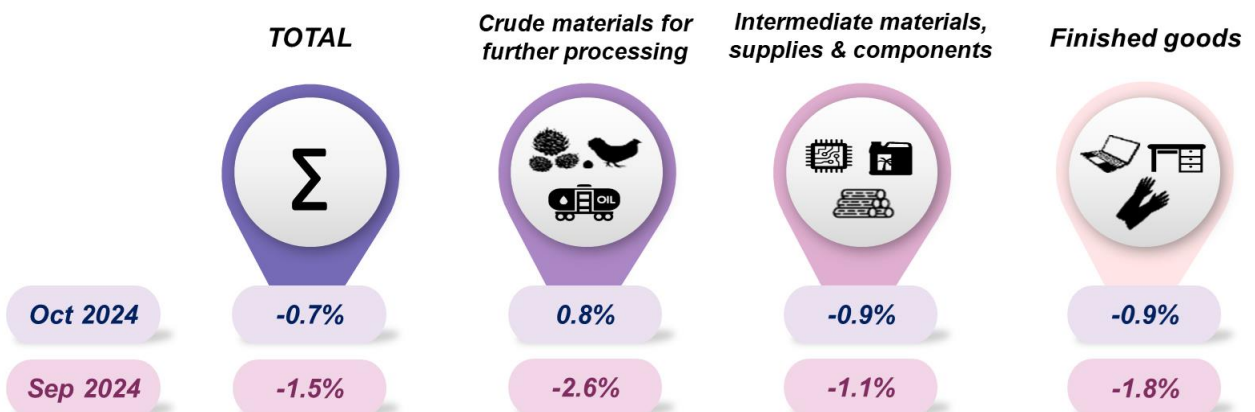 TOTAL
Crude materials for
further processing
Intermediate materials,
supplies & components
Finished goods
Σ
OIL
Oct 2024
-0.7%
0.8%
-0.9%
-0.9%
Sep 2024
-1.5%
-2.6%
-1.1%
-1.8%